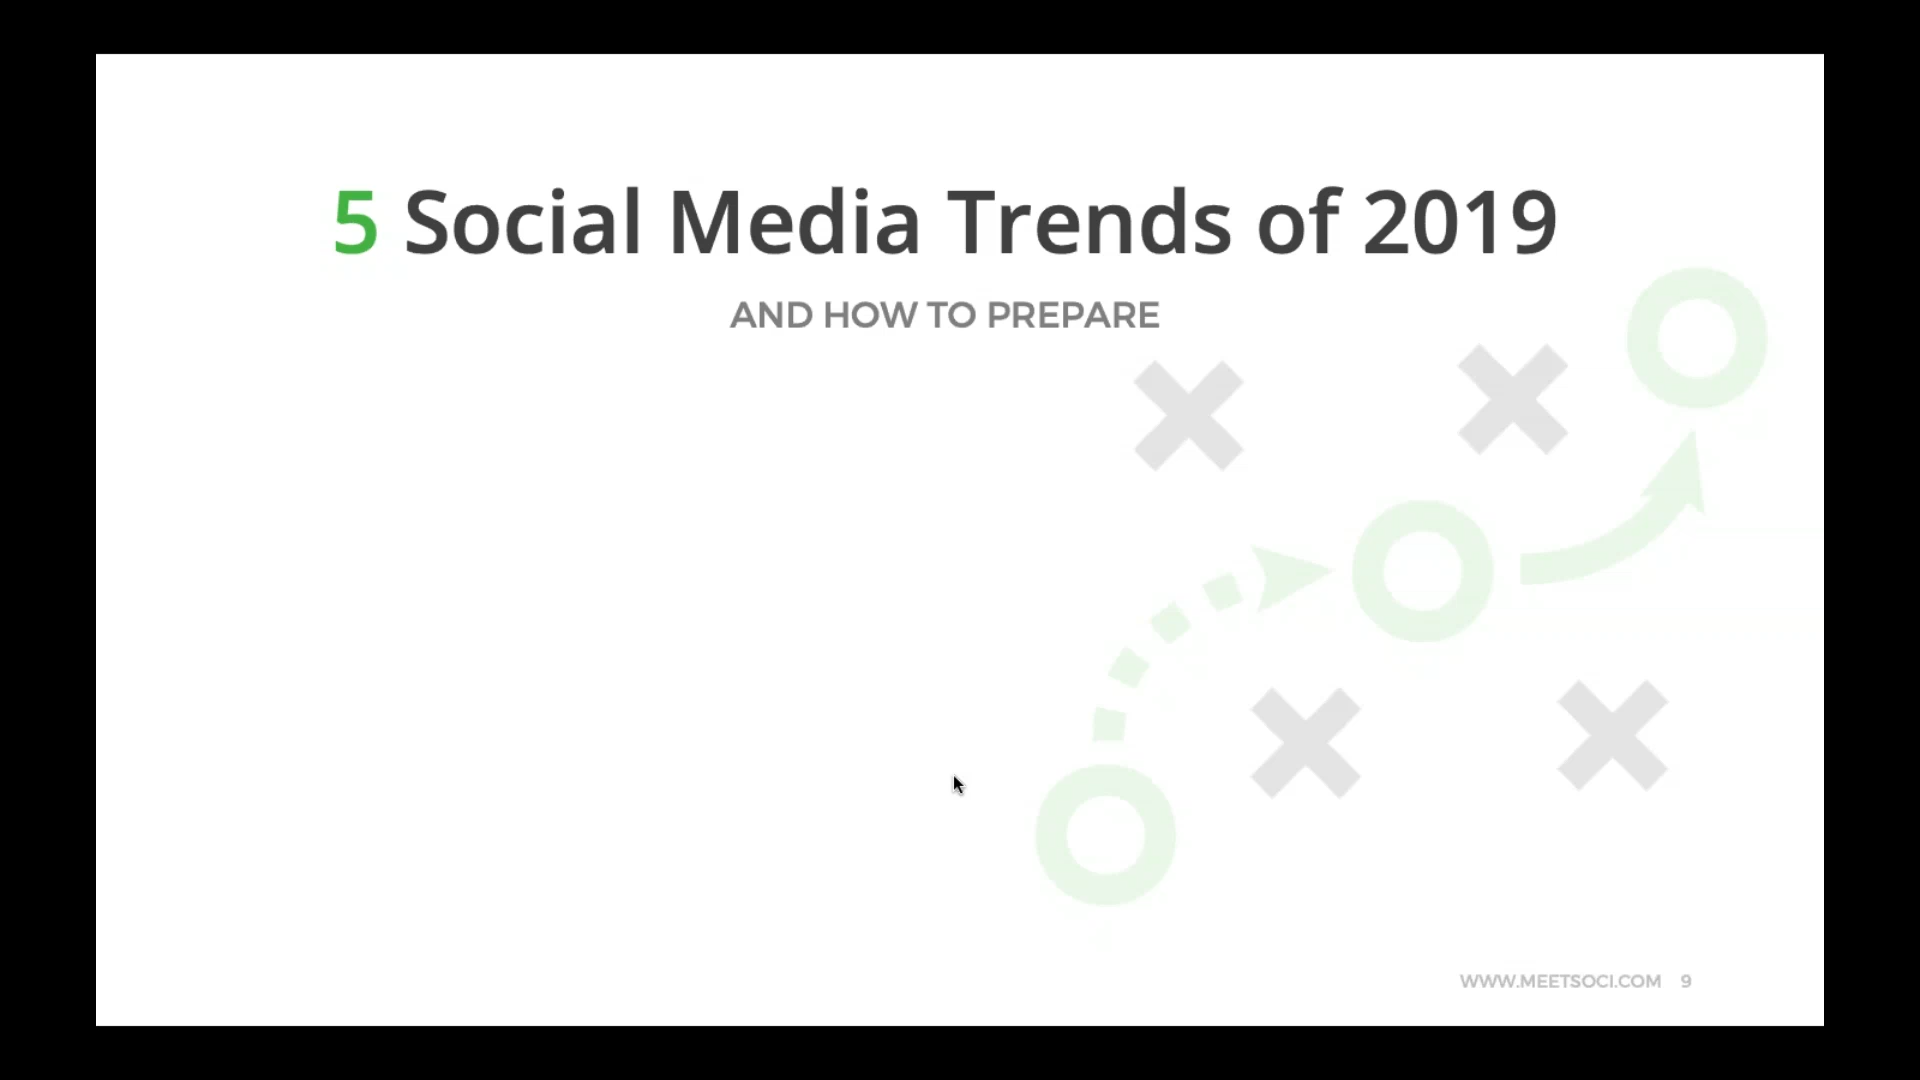 5 Social Media Trends of 2019
AND HOW TO PREPARE
WWW.MEETSOCI.COM 9